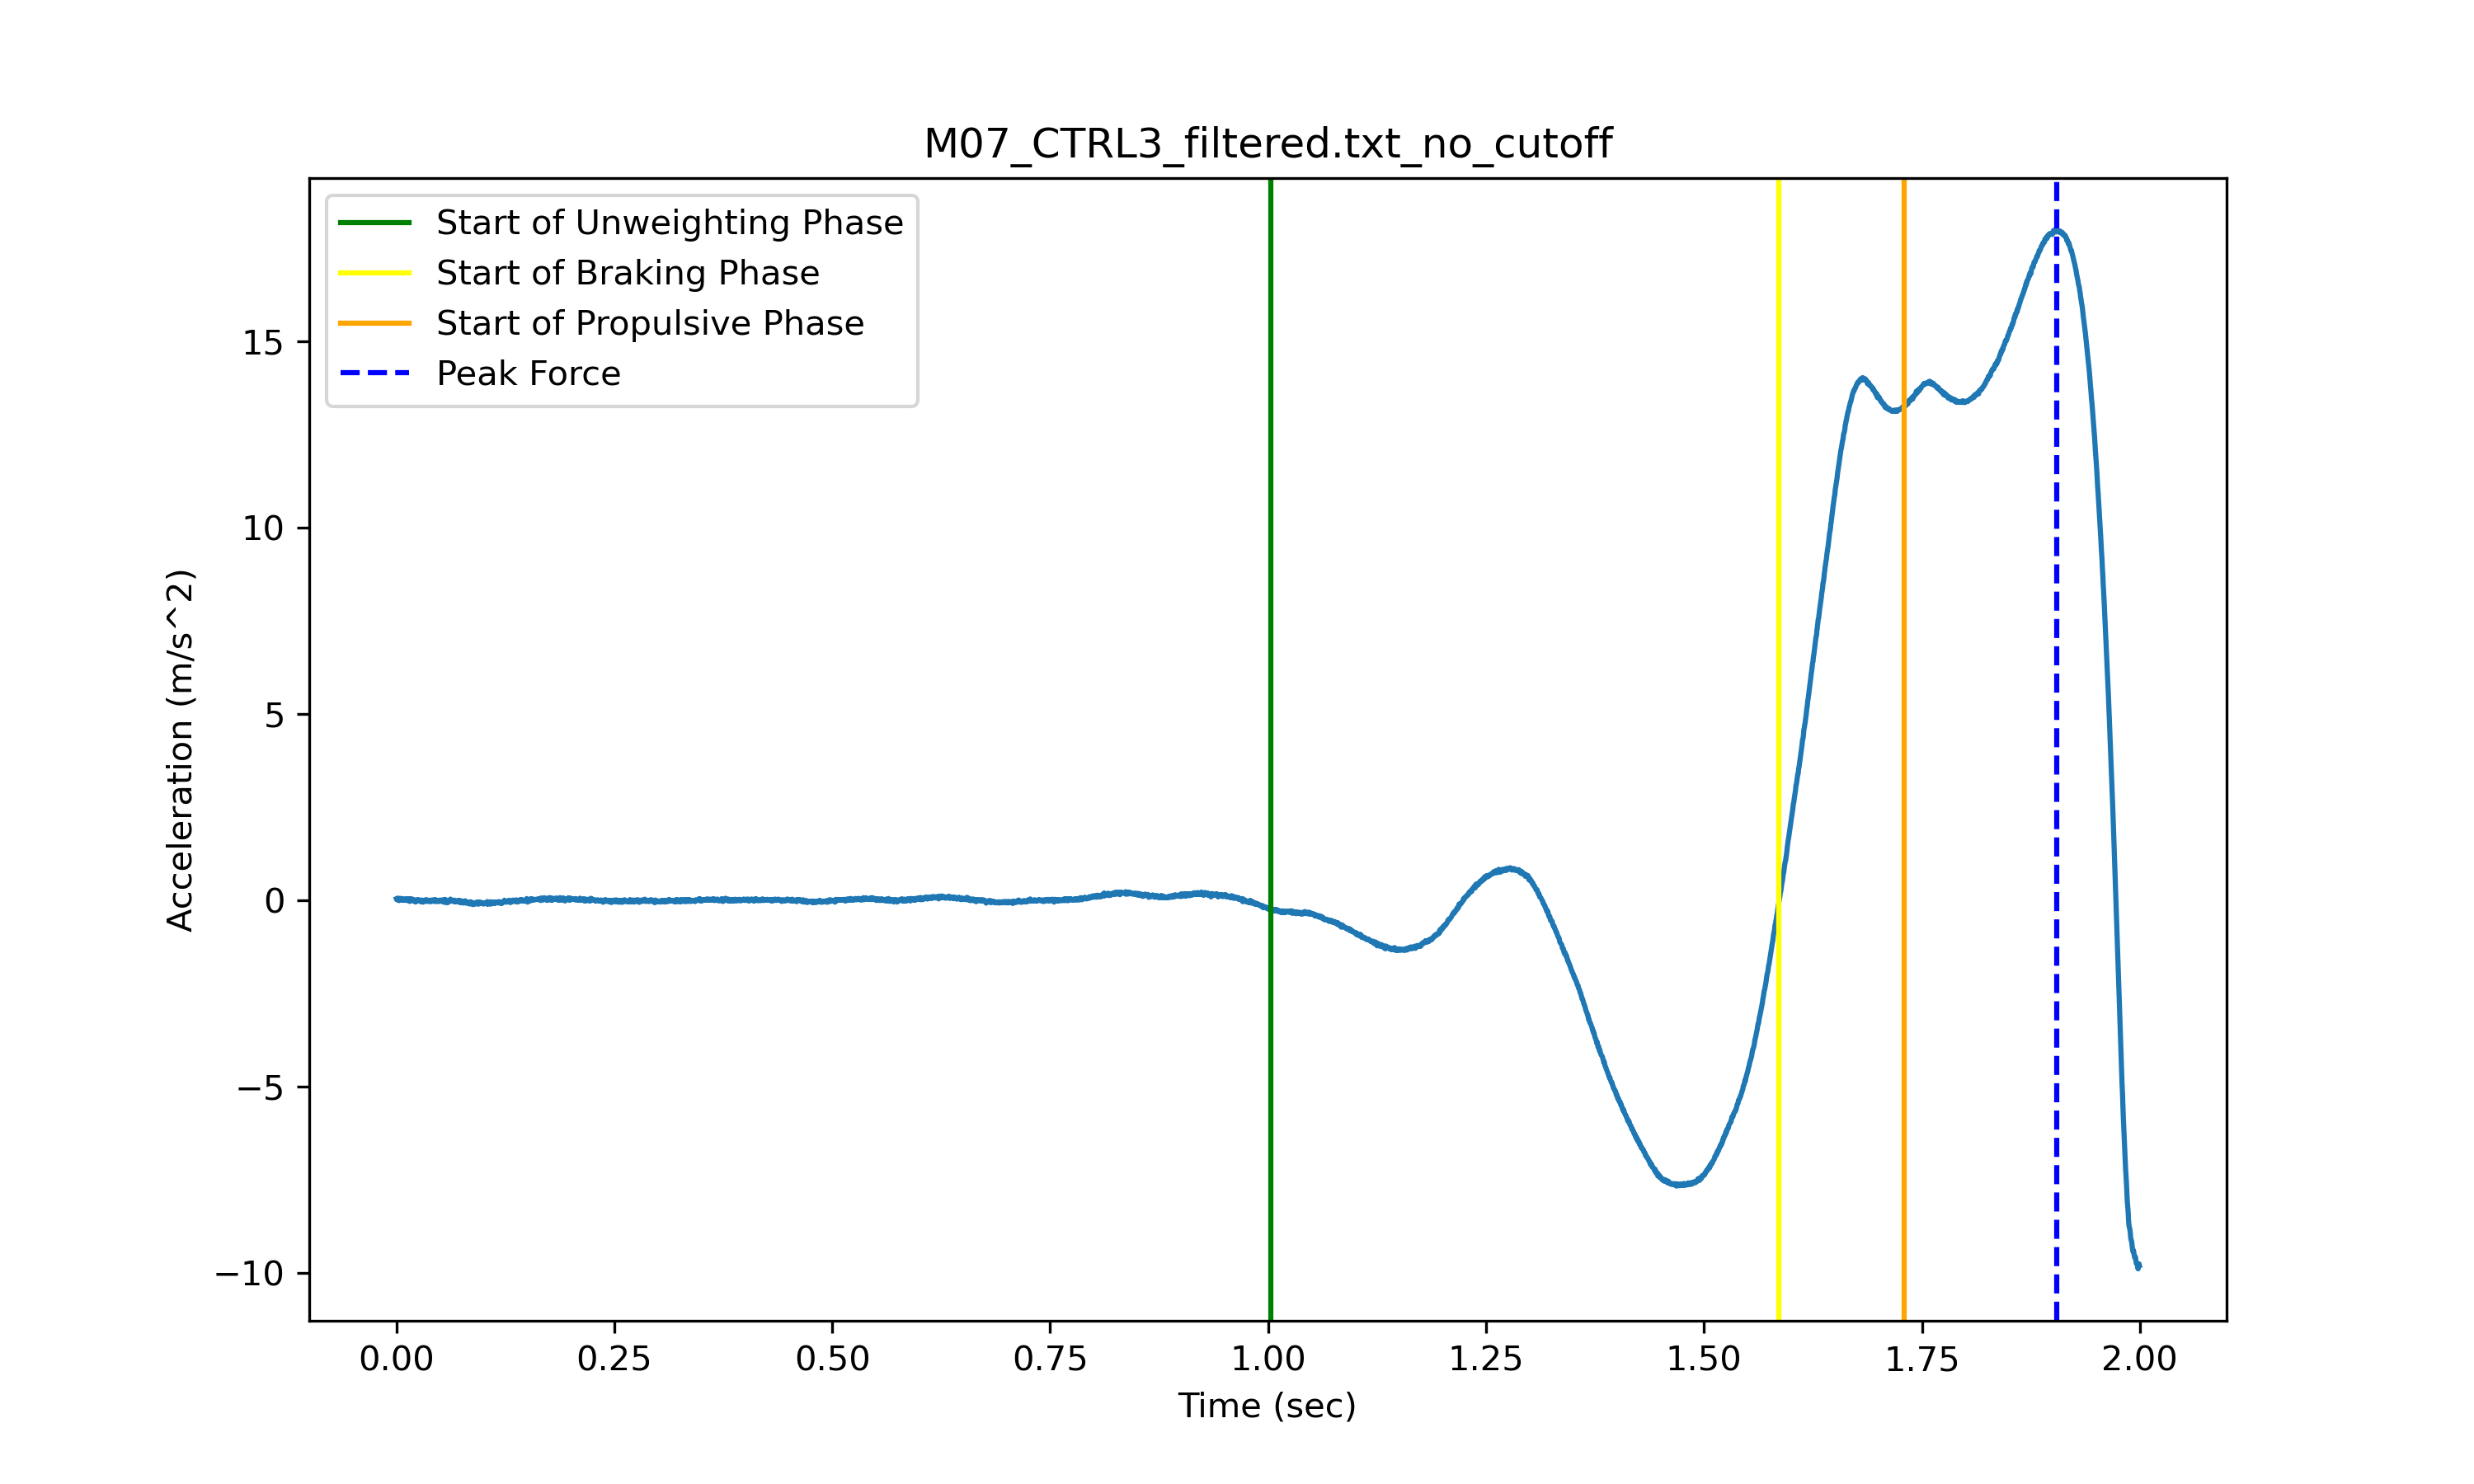 M07_CTRL3_filtered.txt_no_cutoff
Start of Unweighting Phase
Start of Braking Phase
Start of Propulsive Phase
Peak Force
Acceleration (m/s^2)
15
10
5
0
−5
−10
0.00 0.25 0.50 0.75 1.00 1.25 1.50 1.75 2.00
Time (sec)